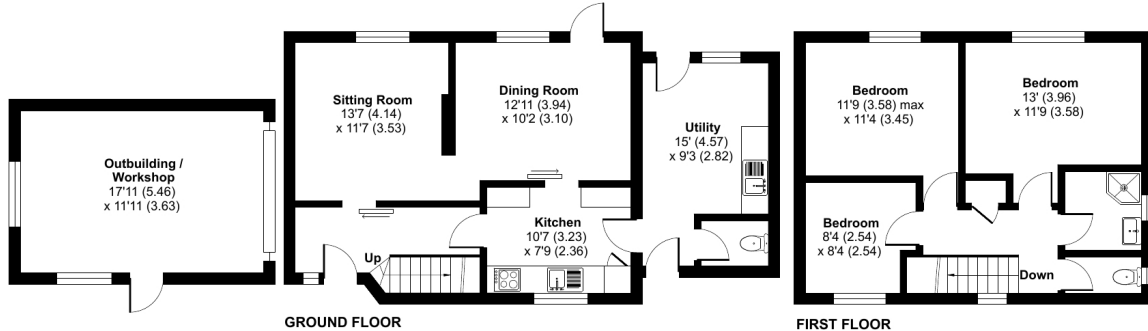 Outbuilding /
Workshop
17'11 (5.46)
x 11'11 (3.63)
Sitting Room
13'7 (4.14)
x 11'7 (3.53)
Dining Room
12'11 (3.94)
x 10'2 (3.10)
Utility
15' (4.57)
x 9'3 (2.82)
Kitchen
10'7 (3.23)
x 7'9 (2.36)
Up
GROUND FLOOR
Bedroom
11'9 (3.58) max
x 11'4 (3.45)
Bedroom
13' (3.96)
x 11'9 (3.58)
Bedroom
8'4 (2.54)
x 8'4 (2.54)
Down
FIRST FLOOR